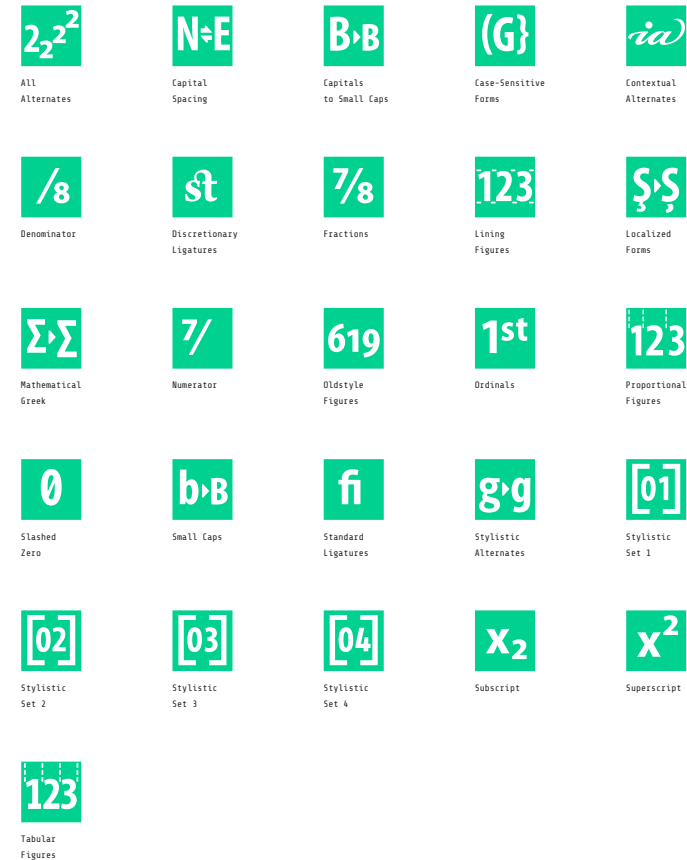 2₂2² N⇌E B▸ʙ (G} ia
All Capital Capitals Case-Sensitive Contextual
Alternates Spacing to Small Caps Forms Alternates
/8 st ⅞ 123 Ş▸Ș
Denominator Discretionary Fractions Lining Localized
Ligatures Figures Forms
Σ▸Σ 7/ 619 1st 123
Mathematical Numerator Oldstyle Ordinals Proportional
Greek Figures Figures
0 b▸ʙ fi g▸g [01]
Slashed Small Caps Standard Stylistic Stylistic
Zero Ligatures Alternates Set 1
[02] [03] [04] x₂ x²
Stylistic Stylistic Stylistic Subscript Superscript
Set 2 Set 3 Set 4
123
Tabular
Figures